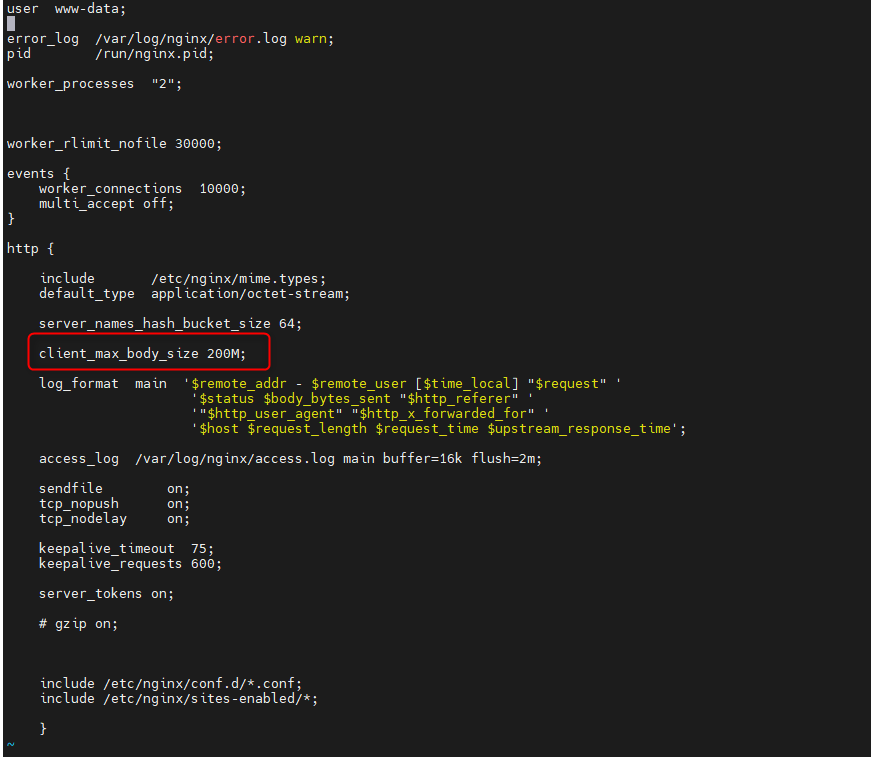 user  www-data;
error_log  /var/log/nginx/error.log warn;
pid        /run/nginx.pid;
worker_processes  "2";
worker_rlimit_nofile 30000;
events {
    worker_connections  10000;
    multi_accept off;
}
http {
    include       /etc/nginx/mime.types;
    default_type  application/octet-stream;
    server_names_hash_bucket_size 64;
    client_max_body_size 200M;
    log_format  main  '$remote_addr - $remote_user [$time_local] "$request" '
                       '$status $body_bytes_sent "$http_referer" '
                       '"$http_user_agent" "$http_x_forwarded_for" '
                       '$host $request_length $request_time $upstream_response_time';
    access_log  /var/log/nginx/access.log main buffer=16k flush=2m;
    sendfile        on;
    tcp_nopush      on;
    tcp_nodelay     on;
    keepalive_timeout  75;
    keepalive_requests 600;
    server_tokens on;
    # gzip on;
    include /etc/nginx/conf.d/*.conf;
    include /etc/nginx/sites-enabled/*;
    }
~